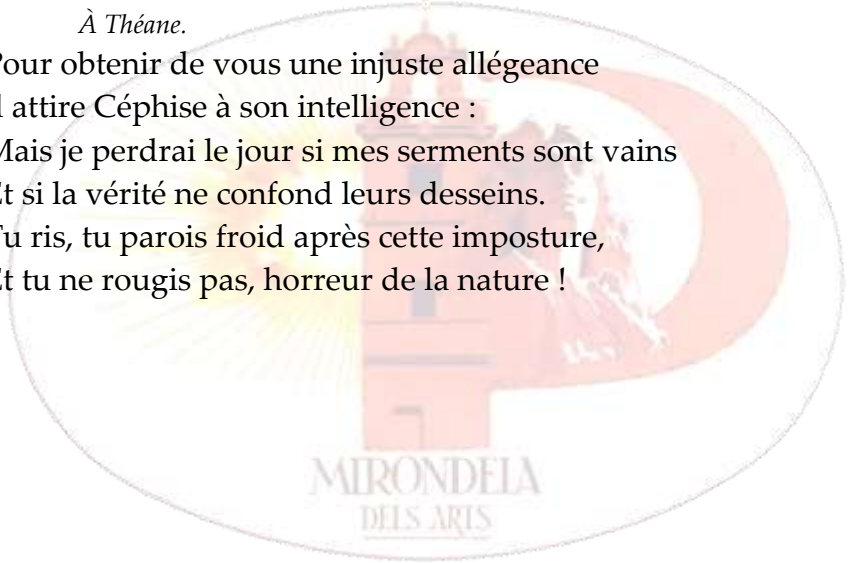 À Théane.
Pour obtenir de vous une injuste allégeance
l attire Céphise à son intelligence :
Mais je perdrai le jour si mes serments sont vains
Et si la vérité ne confond leurs desseins.
Tu ris, tu parois froid après cette imposture,
Et tu ne rougis pas, horreur de la nature !
MIRONDELA
DELS ARTS